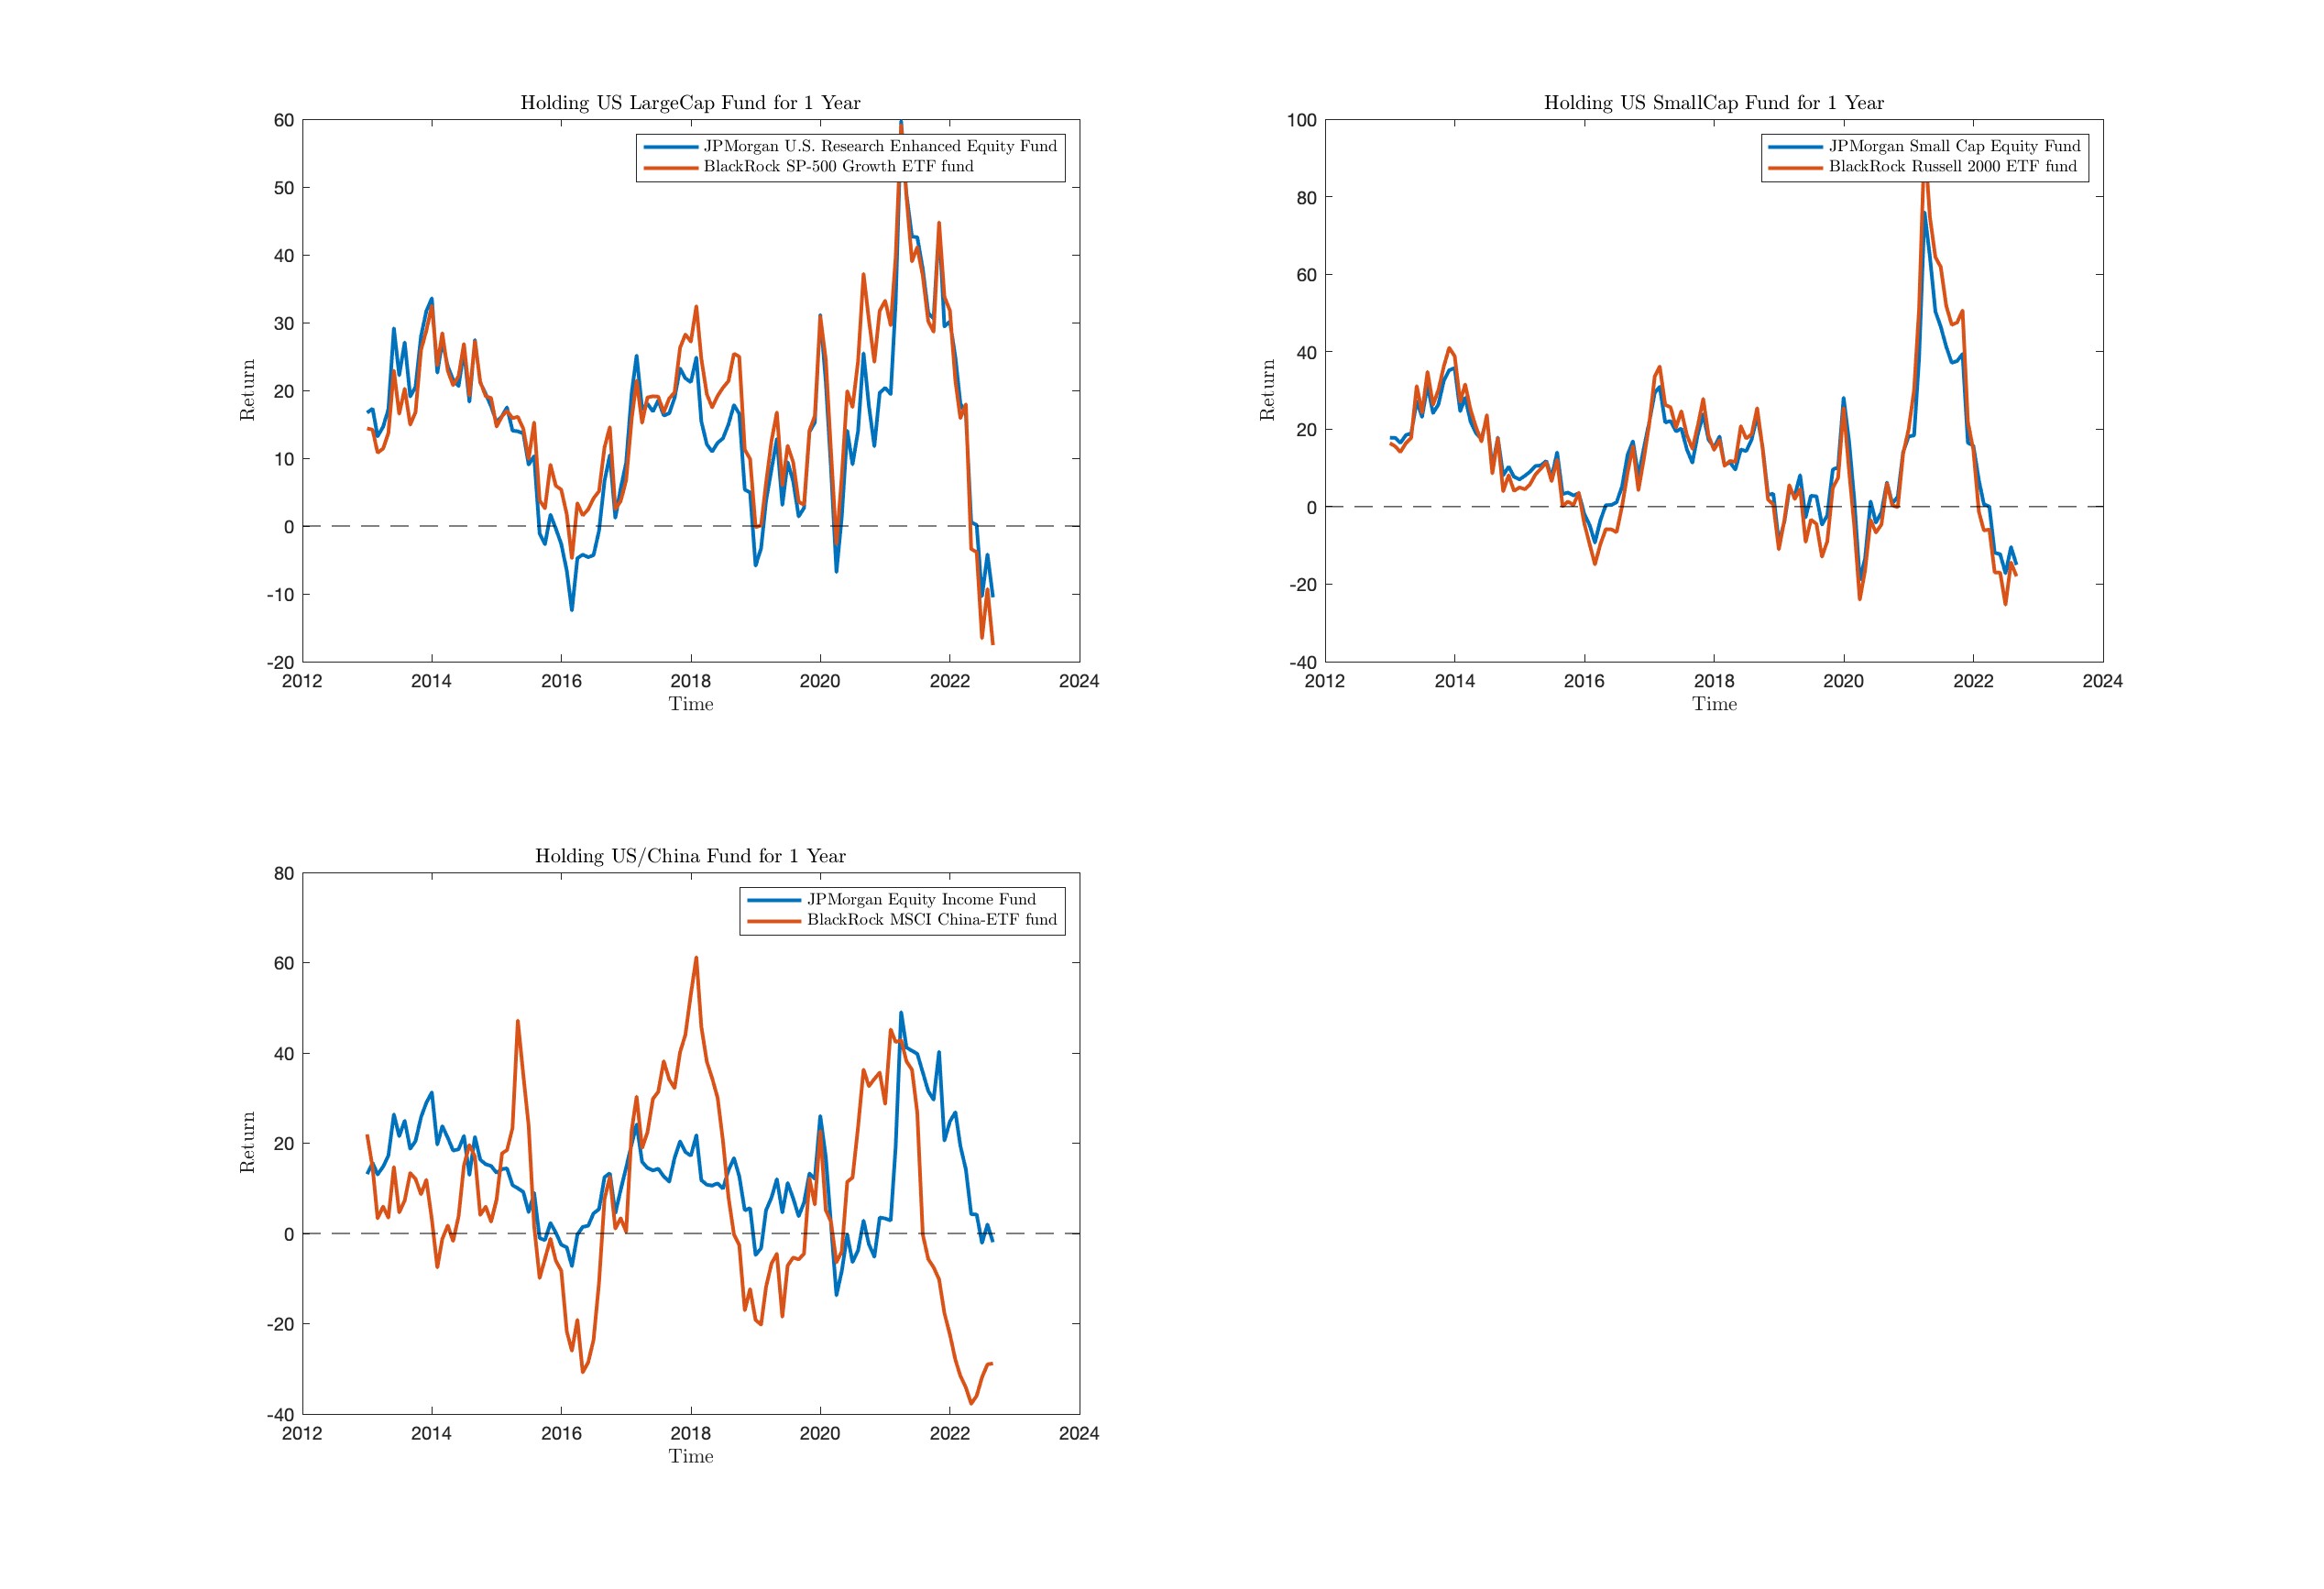 Holding US LargeCap Fund for 1 Year
60
50
40
30
20
10
0
-10
-20
Return
JPMorgan U.S. Research Enhanced Equity Fund
BlackRock SP-500 Growth ETF fund
2012 2014 2016 2018 2020 2022 2024
Time
Holding US SmallCap Fund for 1 Year
100
80
60
40
20
0
-20
-40
Return
JPMorgan Small Cap Equity Fund
BlackRock Russell 2000 ETF fund
2012 2014 2016 2018 2020 2022 2024
Time
Holding US/China Fund for 1 Year
80
60
40
20
0
-20
-40
Return
JPMorgan Equity Income Fund
BlackRock MSCI China-ETF fund
2012 2014 2016 2018 2020 2022 2024
Time